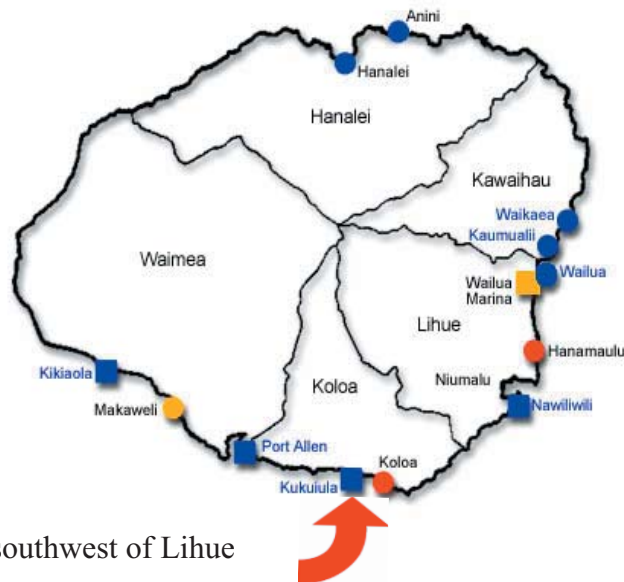 Anini
Hanalei
Hanalei
Kawaihau
Waikaea
Kaumualii
Waimea
Wailua
Wailua
Marina
Lihue
Hanamaulu
Kikiaola
Niumalu
Koloa
Makaweli
Nawiliwili
Port Allen
Koloa
Kukuiula
southwest of Lihue